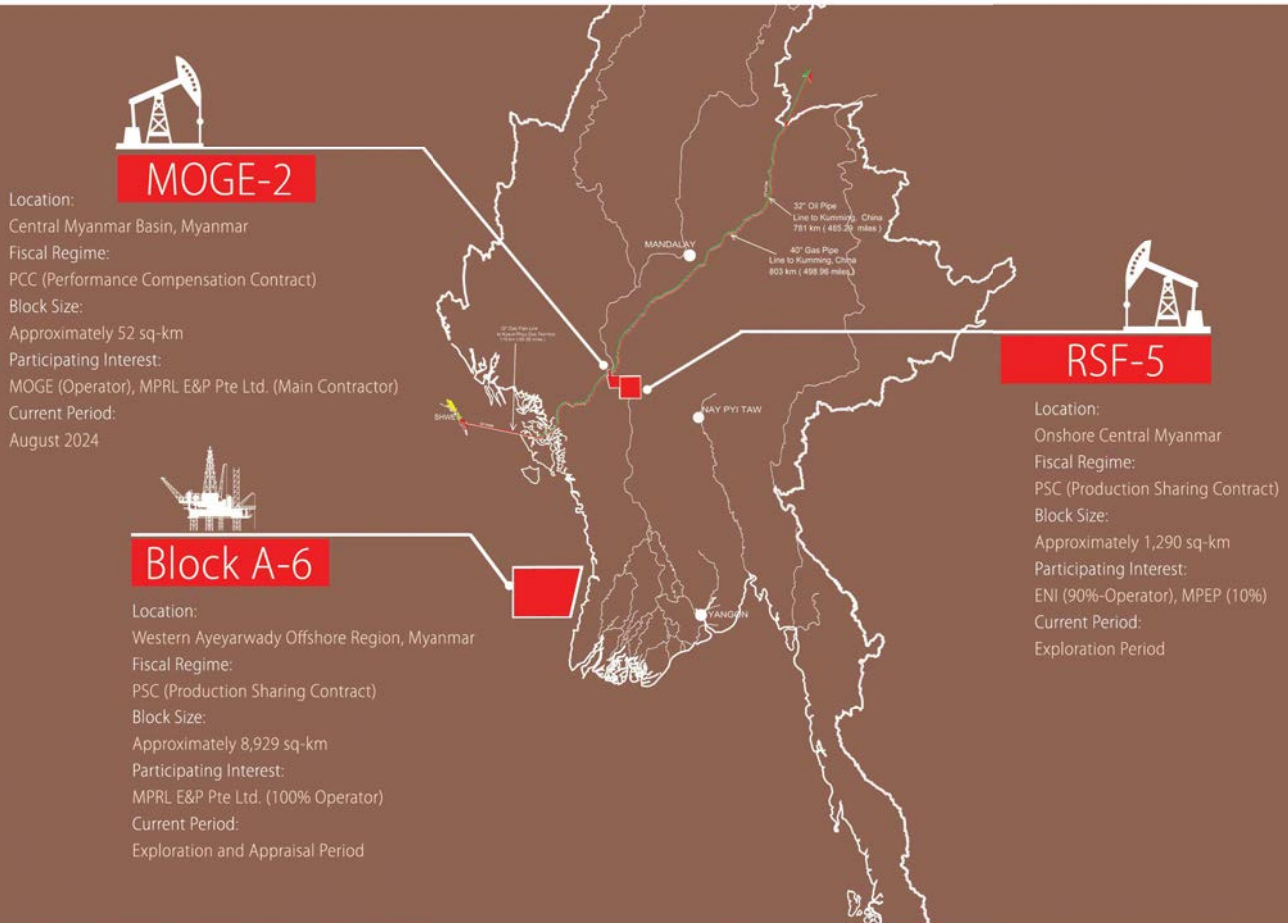 MOGE-2
Location:
Central Myanmar Basin, Myanmar
Fiscal Regime:
PCC (Performance Compensation Contract)
Block Size:
Approximately 52 sq-km
Participating Interest:
MOGE (Operator), MPRL E&P Pte Ltd. (Main Contractor)
Current Period:
August 2024
Block A-6
Location:
Western Ayeyarwady Offshore Region, Myanmar
Fiscal Regime:
PSC (Production Sharing Contract)
Block Size:
Approximately 8,929 sq-km
Participating Interest:
MPRL E&P Pte Ltd. (100% Operator)
Current Period:
Exploration and Appraisal Period
32" Oil Pipe
Line to Kumming, China
781 km ( 485.29 miles )
40" Gas Pipe
Line to Kumming, China
803 km ( 498.96 miles )
MANDALAY
Gas Pipe Line
SHWE
NAY PYI TAW
YANGON
RSF-5
Location:
Onshore Central Myanmar
Fiscal Regime:
PSC (Production Sharing Contract)
Block Size:
Approximately 1,290 sq-km
Participating Interest:
ENI (90%-Operator), MPEP (10%)
Current Period:
Exploration Period